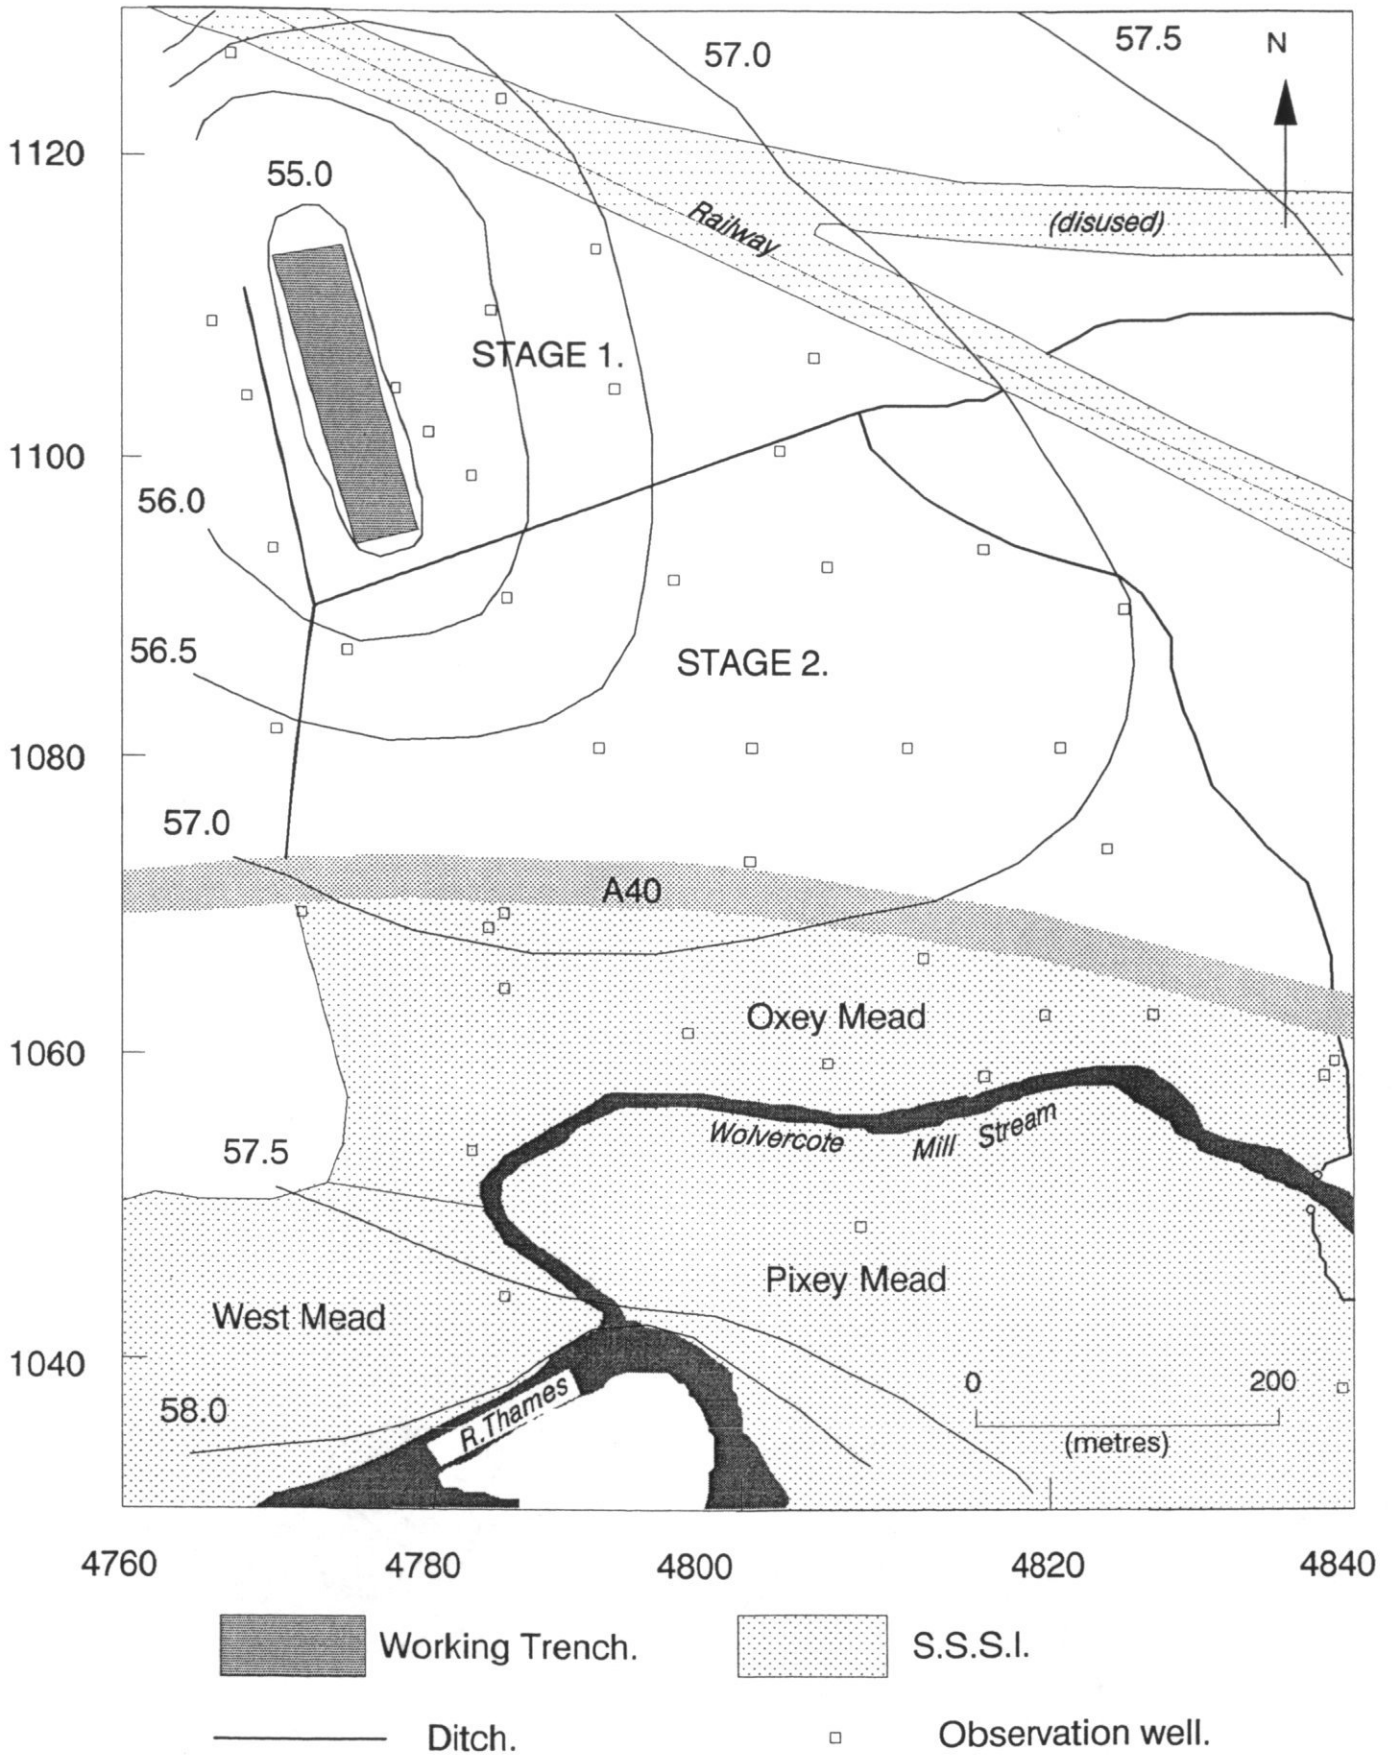 57.0
57.5
N
1120
55.0
Railway
(disused)
STAGE 1.
1100
56.0
56.5
STAGE 2.
1080
57.0
A40
Oxey Mead
1060
Wolvercote Mill Stream
57.5
Pixey Mead
West Mead
1040
0 200
58.0
R.Thames
(metres)
4760 4780 4800 4820 4840
Working Trench. S.S.S.I.
Ditch. Observation well.